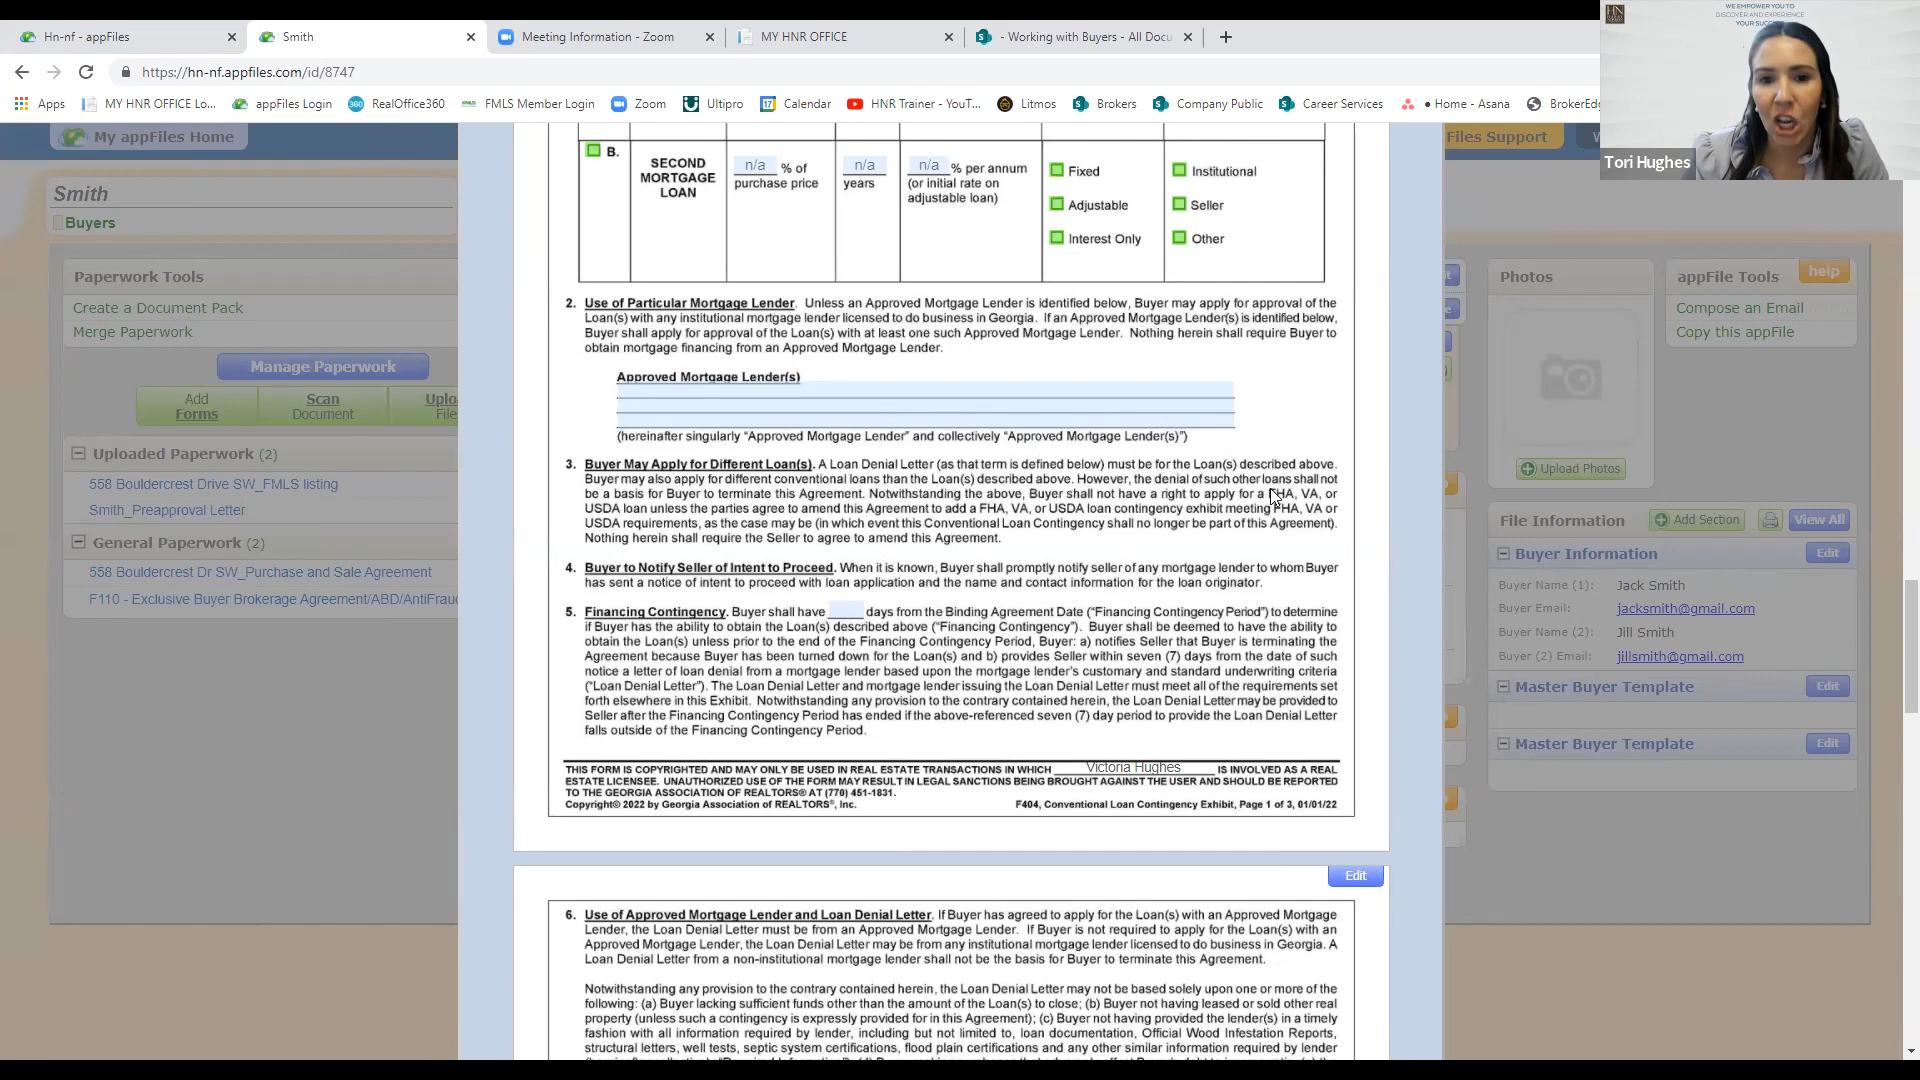 Hn-nf - appFiles
Smith
Meeting Information - Zoom
MY HNR OFFICE
- Working with Buyers - All Docu
https://hn-nf.appfiles.com/id/8747
Apps
MY HNR OFFICE Lo...
appFiles Login
RealOffice360
FMLS Member Login
Zoom
Ultipro
Calendar
HNR Trainer - YouT...
Litmos
Brokers
Company Public
Career Services
• Home - Asana
BrokerEdg
WE EMPOWER YOU TO
DISCOVER AND EXPERIENCE
YOUR SUCCESS
HN
Tori Hughes
My appFiles Home
Files Support
Smith
Buyers
Paperwork Tools
Create a Document Pack
Merge Paperwork
Manage Paperwork
Add
Forms
Scan
Document
Uplo
File
Uploaded Paperwork (2)
558 Bouldercrest Drive SW_FMLS listing
Smith_Preapproval Letter
General Paperwork (2)
558 Bouldercrest Dr SW_Purchase and Sale Agreement
F110 - Exclusive Buyer Brokerage Agreement/ABD/AntiFrau
B.
SECOND
MORTGAGE
LOAN
n/a % of
purchase price
n/a
years
n/a % per annum
(or initial rate on
adjustable loan)
Fixed
Adjustable
Interest Only
Institutional
Seller
Other
2. Use of Particular Mortgage Lender. Unless an Approved Mortgage Lender is identified below, Buyer may apply for approval of the
Loan(s) with any institutional mortgage lender licensed to do business in Georgia. If an Approved Mortgage Lender(s) is identified below,
Buyer shall apply for approval of the Loan(s) with at least one such Approved Mortgage Lender. Nothing herein shall require Buyer to
obtain mortgage financing from an Approved Mortgage Lender.
Approved Mortgage Lender(s)
(hereinafter singularly “Approved Mortgage Lender” and collectively “Approved Mortgage Lender(s)”)
3. Buyer May Apply for Different Loan(s). A Loan Denial Letter (as that term is defined below) must be for the Loan(s) described above.
Buyer may also apply for different conventional loans than the Loan(s) described above. However, the denial of such other loans shall not
be a basis for Buyer to terminate this Agreement. Notwithstanding the above, Buyer shall not have a right to apply for a FHA, VA, or
USDA loan unless the parties agree to amend this Agreement to add a FHA, VA, or USDA loan contingency exhibit meeting FHA, VA or
USDA requirements, as the case may be (in which event this Conventional Loan Contingency shall no longer be part of this Agreement).
Nothing herein shall require the Seller to agree to amend this Agreement.
4. Buyer to Notify Seller of Intent to Proceed. When it is known, Buyer shall promptly notify seller of any mortgage lender to whom Buyer
has sent a notice of intent to proceed with loan application and the name and contact information for the loan originator.
5. Financing Contingency. Buyer shall have days from the Binding Agreement Date (“Financing Contingency Period”) to determine
if Buyer has the ability to obtain the Loan(s) described above (“Financing Contingency”). Buyer shall be deemed to have the ability to
obtain the Loan(s) unless prior to the end of the Financing Contingency Period, Buyer: a) notifies Seller that Buyer is terminating the
Agreement because Buyer has been turned down for the Loan(s) and b) provides Seller within seven (7) days from the date of such
notice a letter of loan denial from a mortgage lender based upon the mortgage lender’s customary and standard underwriting criteria
(“Loan Denial Letter”). The Loan Denial Letter and mortgage lender issuing the Loan Denial Letter must meet all of the requirements set
forth elsewhere in this Exhibit. Notwithstanding any provision to the contrary contained herein, the Loan Denial Letter may be provided to
Seller after the Financing Contingency Period has ended if the above-referenced seven (7) day period to provide the Loan Denial Letter
falls outside of the Financing Contingency Period.
THIS FORM IS COPYRIGHTED AND MAY ONLY BE USED IN REAL ESTATE TRANSACTIONS IN WHICH Victoria Hughes IS INVOLVED AS A REAL
ESTATE LICENSEE. UNAUTHORIZED USE OF THE FORM MAY RESULT IN LEGAL SANCTIONS BEING BROUGHT AGAINST THE USER AND SHOULD BE REPORTED
TO THE GEORGIA ASSOCIATION OF REALTORS® AT (770) 451-1831.
Copyright© 2022 by Georgia Association of REALTORS®, Inc.
F404, Conventional Loan Contingency Exhibit, Page 1 of 3, 01/01/22
Edit
6. Use of Approved Mortgage Lender and Loan Denial Letter. If Buyer has agreed to apply for the Loan(s) with an Approved Mortgage
Lender, the Loan Denial Letter must be from an Approved Mortgage Lender. If Buyer is not required to apply for the Loan(s) with an
Approved Mortgage Lender, the Loan Denial Letter may be from any institutional mortgage lender licensed to do business in Georgia. A
Loan Denial Letter from a non-institutional mortgage lender shall not be the basis for Buyer to terminate this Agreement.
Notwithstanding any provision to the contrary contained herein, the Loan Denial Letter may not be based solely upon one or more of the
following: (a) Buyer lacking sufficient funds other than the amount of the Loan(s) to close; (b) Buyer not having leased or sold other real
property (unless such a contingency is expressly provided for in this Agreement); (c) Buyer not having provided the lender(s) in a timely
fashion with all information required by lender, including but not limited to, loan documentation, Official Wood Infestation Reports,
structural letters, well tests, septic system certifications, flood plain certifications and any other similar information required by lender
Photos
Upload Photos
appFile Tools
help
Compose an Email
Copy this appFile
File Information
Add Section
View All
Buyer Information
Edit
Buyer Name (1): Jack Smith
Buyer Email: jacksmith@gmail.com
Buyer Name (2): Jill Smith
Buyer (2) Email: jillsmith@gmail.com
Master Buyer Template
Edit
Master Buyer Template
Edit